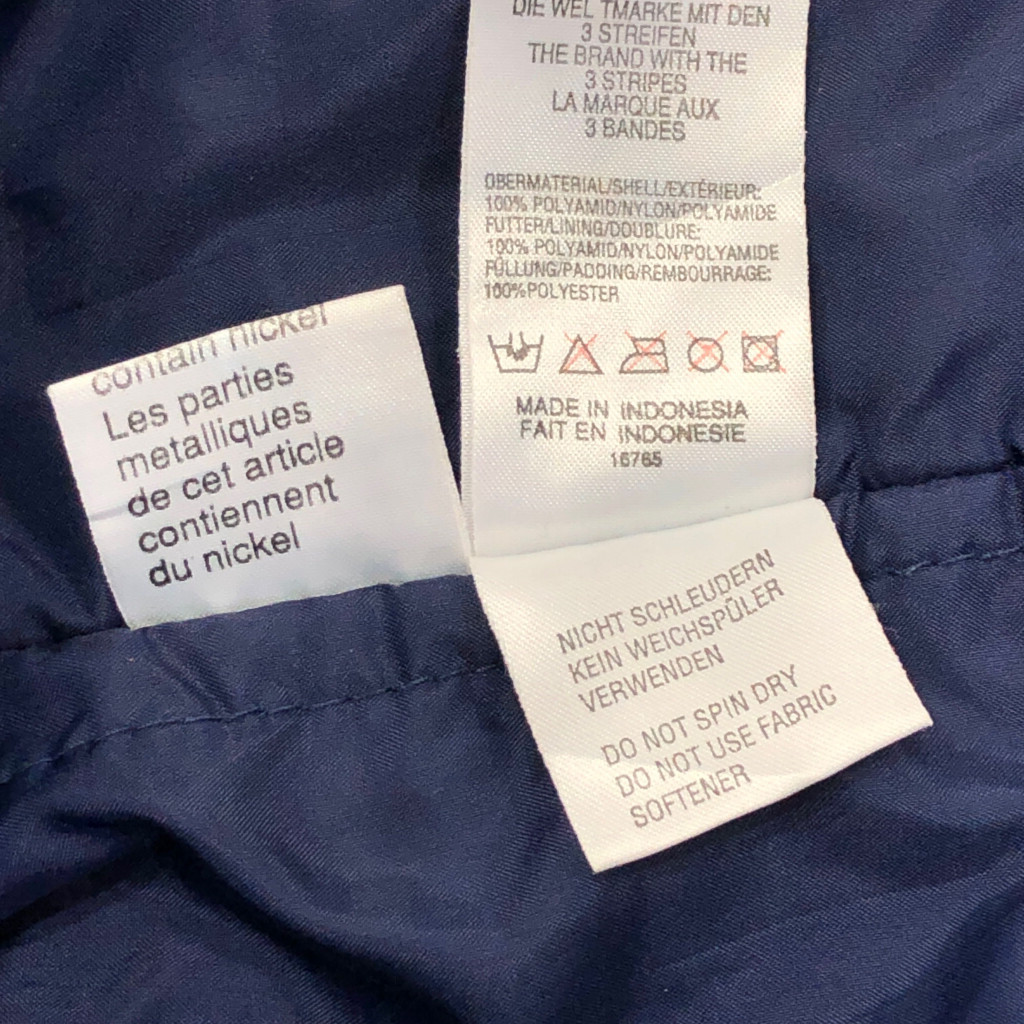 DIE WELTMARKE MIT DEN
3 STREIFEN
THE BRAND WITH THE
3 STRIPES
LA MARQUE AUX
3 BANDES
OBERMATERIAL/SHELL/EXTÉRIEUR:
100% POLYAMID/NYLON/POLYAMIDE
FUTTER/LINING/DOUBLURE:
100% POLYAMID/NYLON/POLYAMIDE
FÜLLUNG/PADDING/REMBOURRAGE:
100%POLYESTER
MADE IN INDONESIA
FAIT EN INDONESIE
16765
contain nickel
Les parties
metalliques
de cet article
contiennent
du nickel
NICHT SCHLEUDERN
KEIN WEICHSPÜLER
VERWENDEN
DO NOT SPIN DRY
DO NOT USE FABRIC
SOFTENER